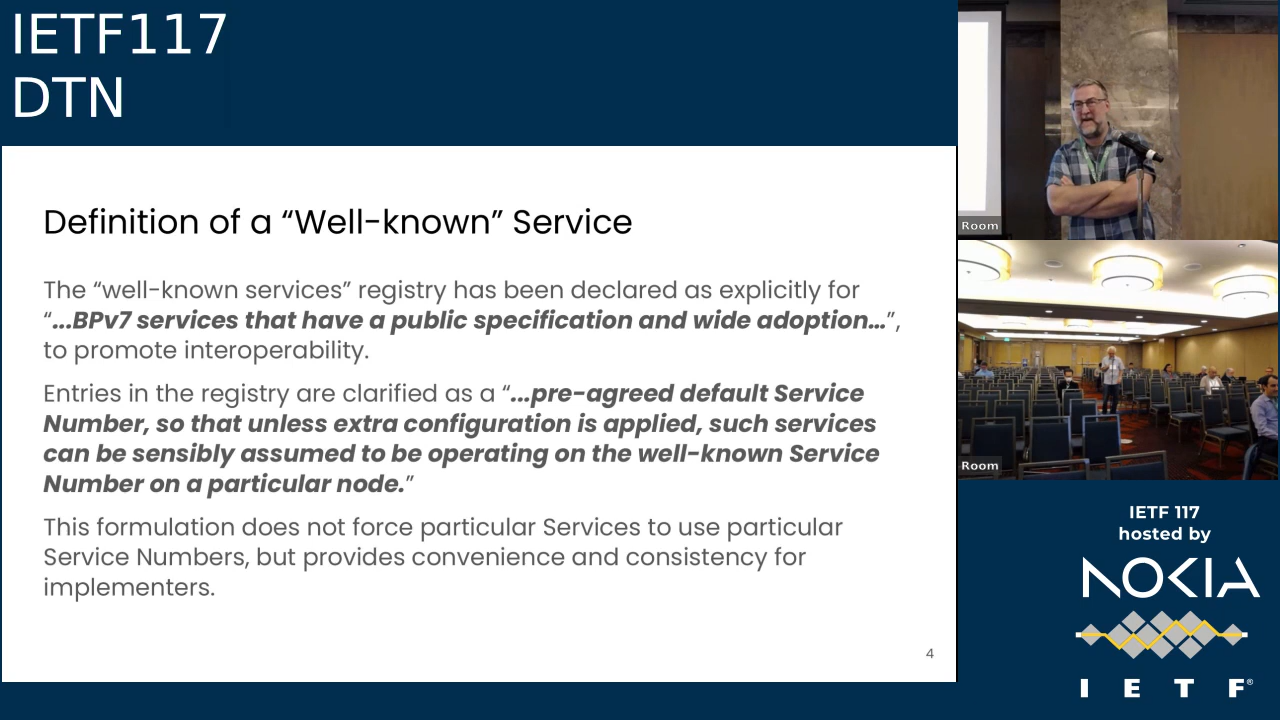 IETF117
DTN
Definition of a “Well-known” Service
The “well-known services” registry has been declared as explicitly for
“...BPv7 services that have a public specification and wide adoption...”,
to promote interoperability.
Entries in the registry are clarified as a “...pre-agreed default Service
Number, so that unless extra configuration is applied, such services
can be sensibly assumed to be operating on the well-known Service
Number on a particular node.”
This formulation does not force particular Services to use particular
Service Numbers, but provides convenience and consistency for
implementers.
4
Room
Room
IETF 117
hosted by
NOKIA
I E T F®